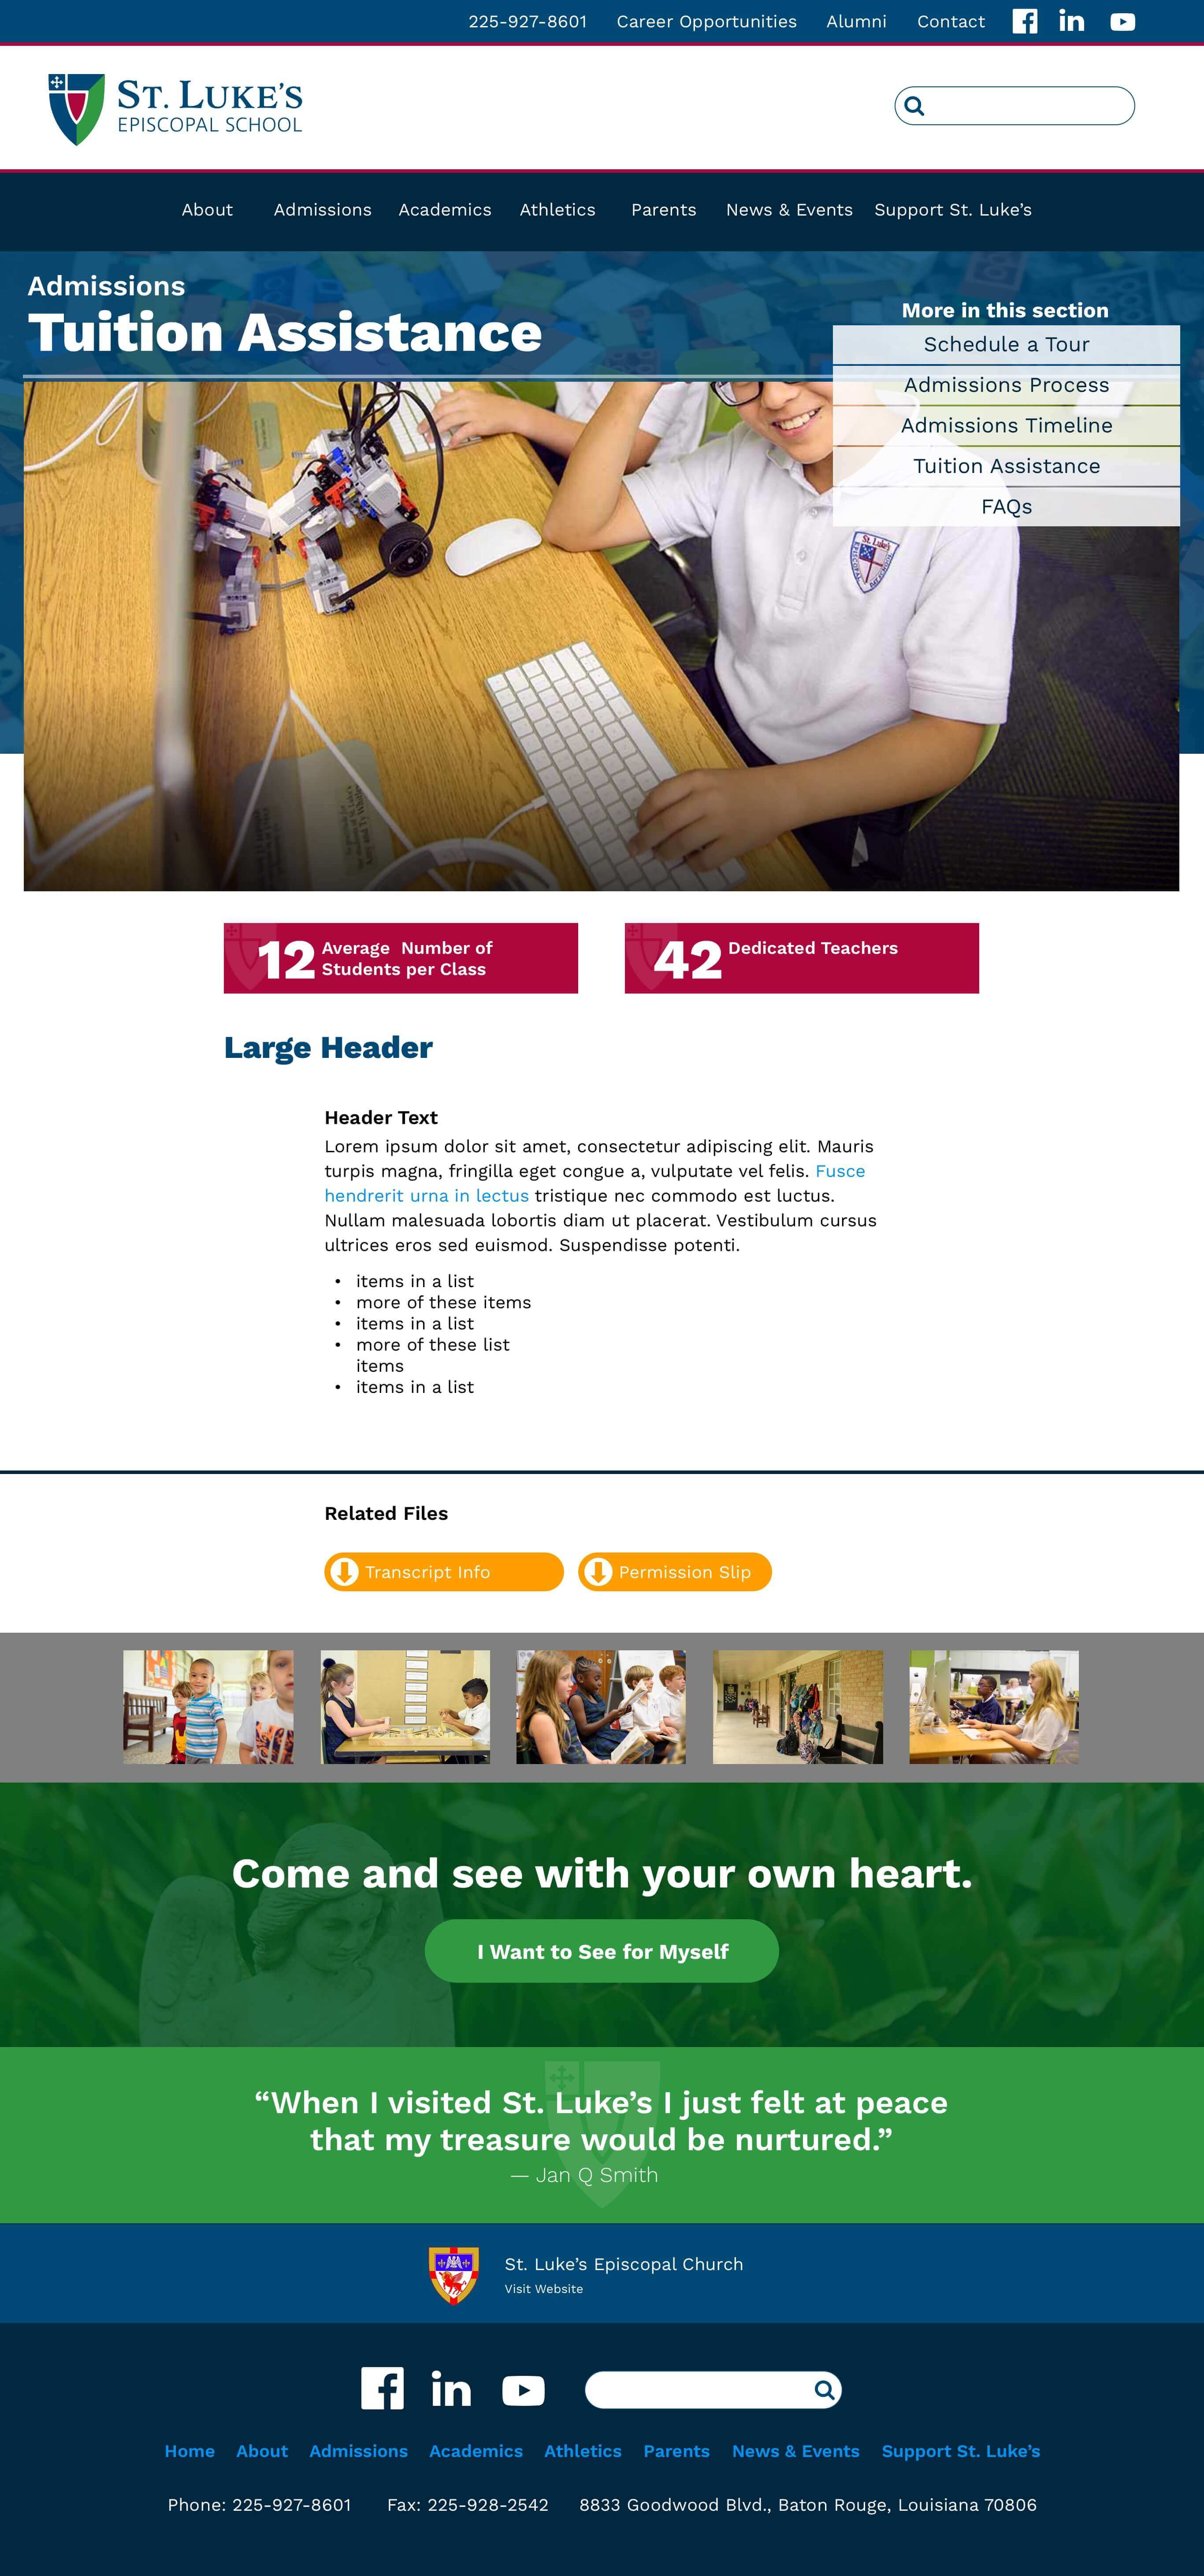 225-927-8601 Career Opportunities Alumni Contact
St. Luke's
EPISCOPAL SCHOOL
About Admissions Academics Athletics Parents News & Events Support St. Luke's
Admissions
Tuition Assistance
More in this section
Schedule a Tour
Admissions Process
Admissions Timeline
Tuition Assistance
FAQs
St. Luke's
12 Average Number of
Students per Class
42 Dedicated Teachers
Large Header
Header Text
Lorem ipsum dolor sit amet, consectetur adipiscing elit. Mauris
turpis magna, fringilla eget congue a, vulputate vel felis. Fusce
hendrerit urna in lectus tristique nec commodo est luctus.
Nullam malesuada lobortis diam ut placerat. Vestibulum cursus
ultrices eros sed euismod. Suspendisse potenti.
• items in a list
• more of these items
• items in a list
• more of these list
items
• items in a list
Related Files
Transcript Info Permission Slip
Come and see with your own heart.
I Want to See for Myself
“When I visited St. Luke’s I just felt at peace
that my treasure would be nurtured.”
— Jan Q Smith
St. Luke’s Episcopal Church
Visit Website
Home About Admissions Academics Athletics Parents News & Events Support St. Luke’s
Phone: 225-927-8601 Fax: 225-928-2542 8833 Goodwood Blvd., Baton Rouge, Louisiana 70806